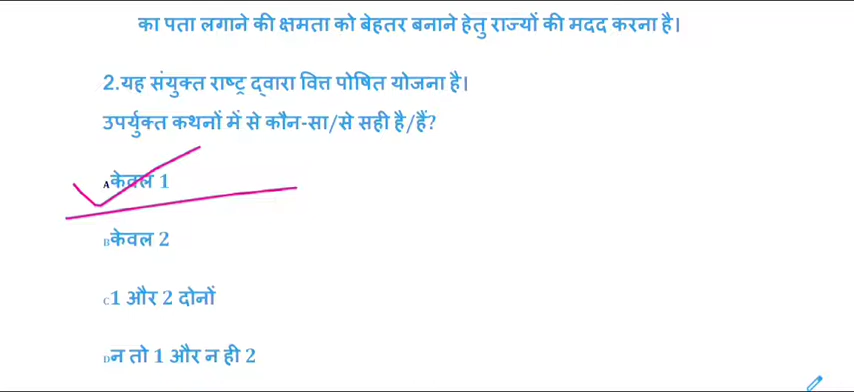 का पता लगाने की क्षमता को बेहतर बनाने हेतु राज्यों की मदद करना है।
2.यह संयुक्त राष्ट्र द्वारा वित्त पोषित योजना है।
उपर्युक्त कथनों में से कौन-सा/से सही है/हैं?
Aकेवल 1
Bकेवल 2
C1 और 2 दोनों
Dन तो 1 और न ही 2